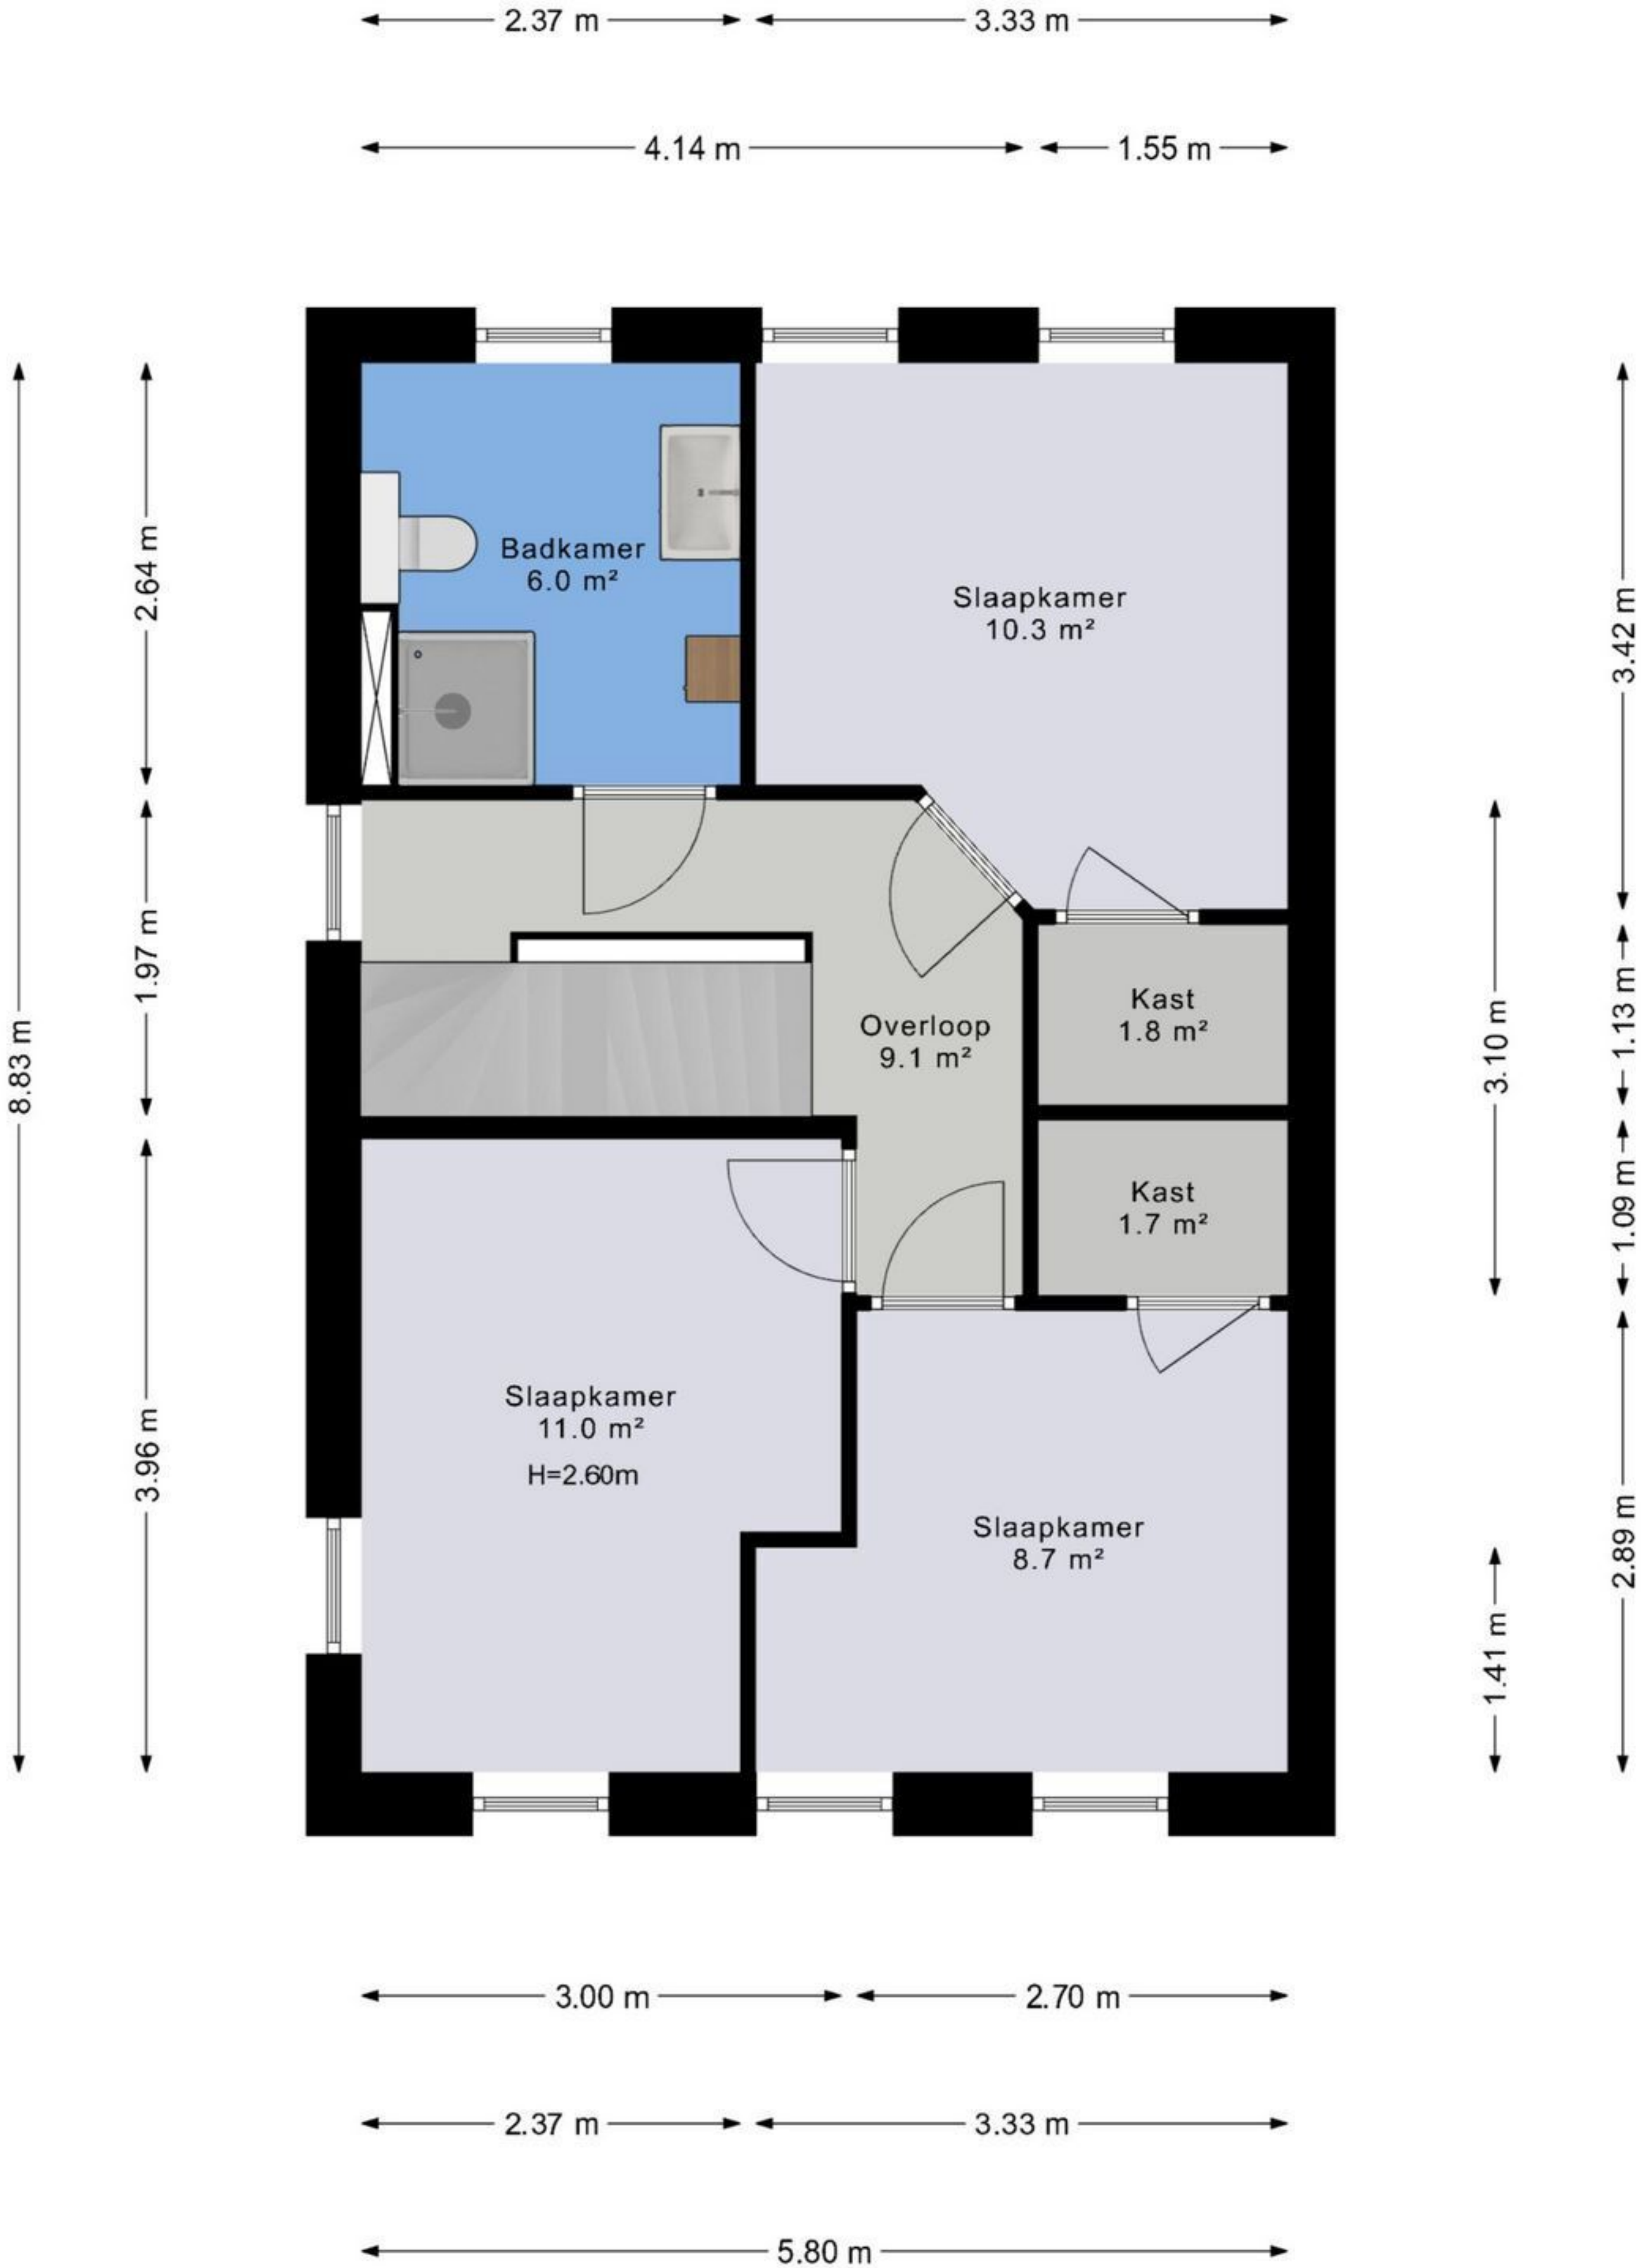 2.37 m
3.33 m
4.14 m
1.55 m
8.83 m
2.64 m
1.97 m
3.96 m
Badkamer
6.0 m²
Slaapkamer
10.3 m²
Kast
1.8 m²
Overloop
9.1 m²
Kast
1.7 m²
Slaapkamer
11.0 m²
H=2.60m
Slaapkamer
8.7 m²
3.10 m
1.41 m
3.42 m
1.13 m
1.09 m
2.89 m
3.00 m
2.70 m
2.37 m
3.33 m
5.80 m